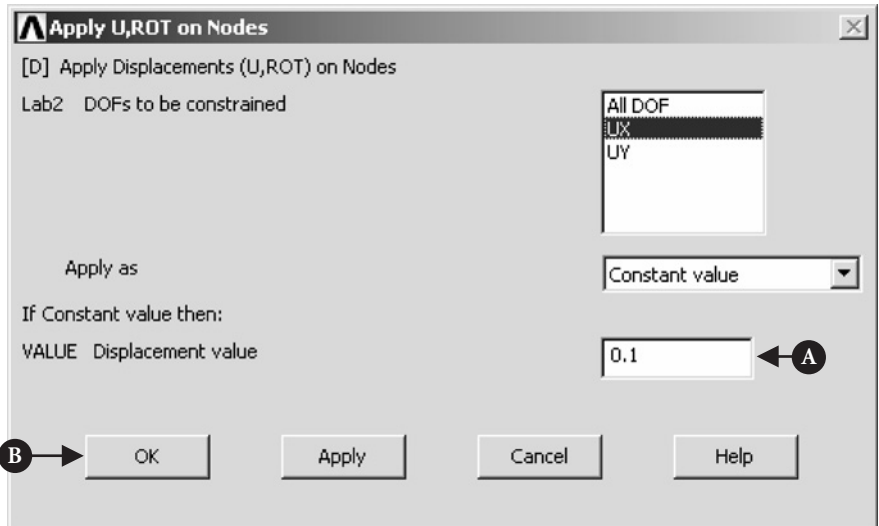 Apply U,ROT on Nodes
[D] Apply Displacements (U,ROT) on Nodes
Lab2 DOFs to be constrained
All DOF
UX
UY
Apply as
Constant value
If Constant value then:
VALUE Displacement value
0.1
A
B
OK
Apply
Cancel
Help